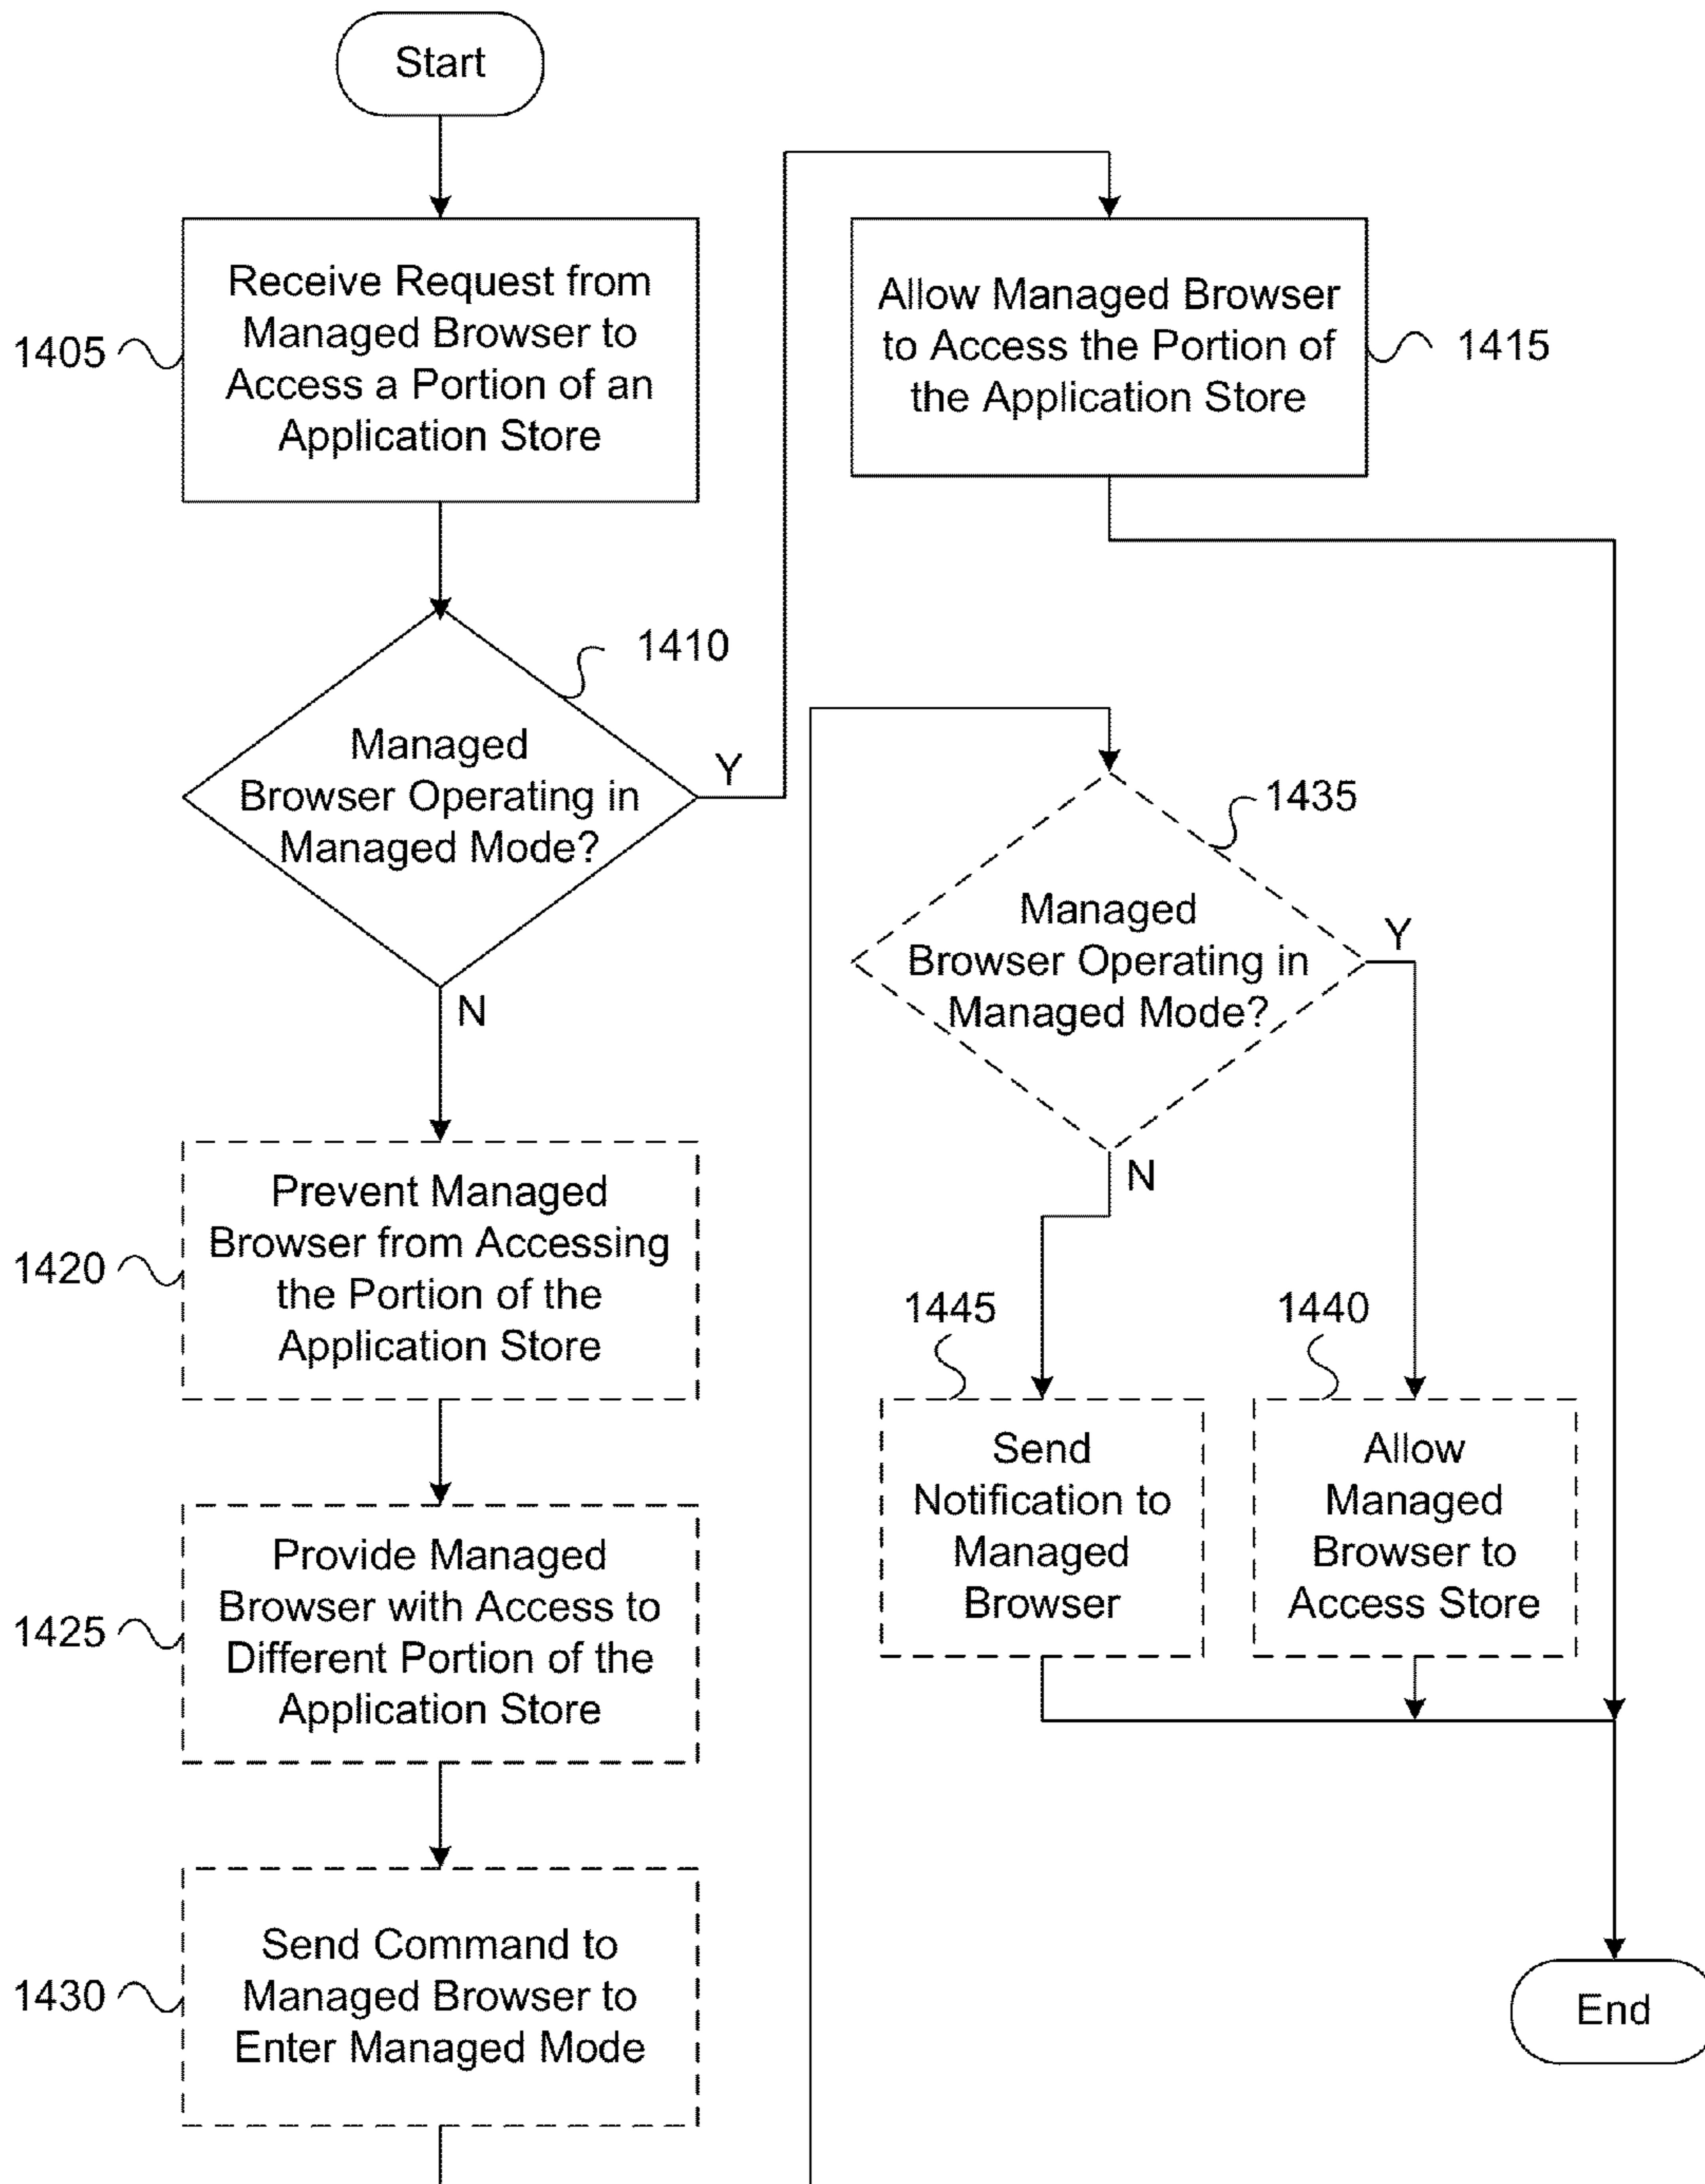 Start
Receive Request from
Managed Browser to
Access a Portion of an
Application Store
1405
Managed
Browser Operating in
Managed Mode?
1410
Y
N
Allow Managed Browser
to Access the Portion of
the Application Store
1415
Prevent Managed
Browser from Accessing
the Portion of the
Application Store
1420
Provide Managed
Browser with Access to
Different Portion of the
Application Store
1425
Send Command to
Managed Browser to
Enter Managed Mode
1430
Managed
Browser Operating in
Managed Mode?
1435
Y
N
1445
Send
Notification to
Managed
Browser
1440
Allow
Managed
Browser to
Access Store
End